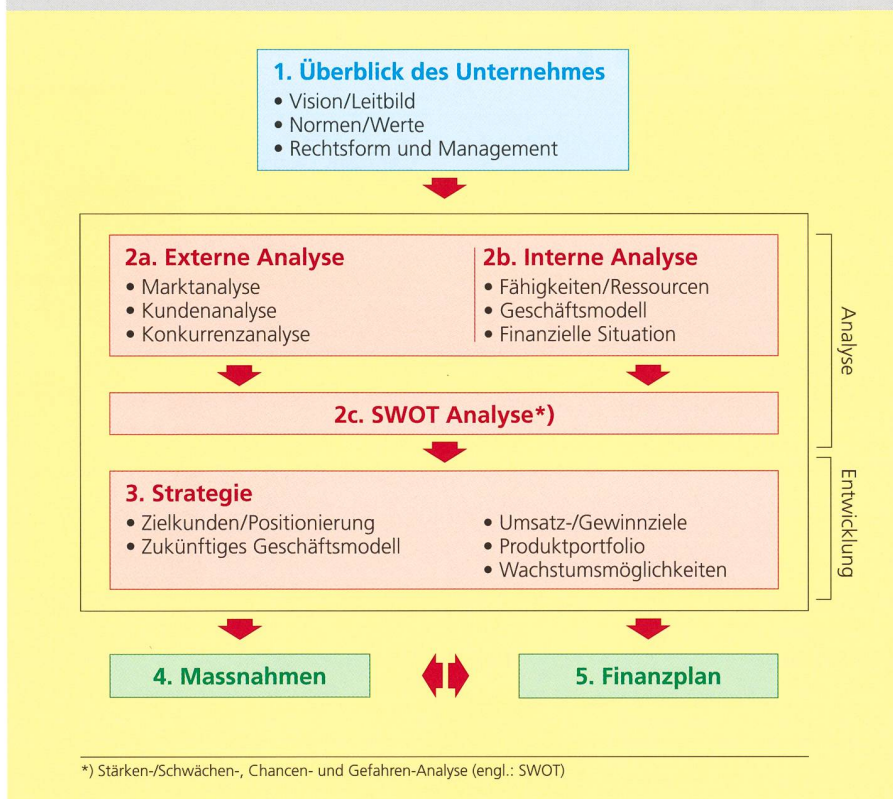 1. Überblick des Unternehmes
• Vision/Leitbild
• Normen/Werte
• Rechtsform und Management
2a. Externe Analyse
• Marktanalyse
• Kundenanalyse
• Konkurrenzanalyse
2b. Interne Analyse
• Fähigkeiten/Ressourcen
• Geschäftsmodell
• Finanzielle Situation
Analyse
2c. SWOT Analyse*)
3. Strategie
• Zielkunden/Positionierung
• Zukünftiges Geschäftsmodell
• Umsatz-/Gewinnziele
• Produktportfolio
• Wachstumsmöglichkeiten
Entwicklung
4. Massnahmen
5. Finanzplan
*) Stärken-/Schwächen-, Chancen- und Gefahren-Analyse (engl.: SWOT)